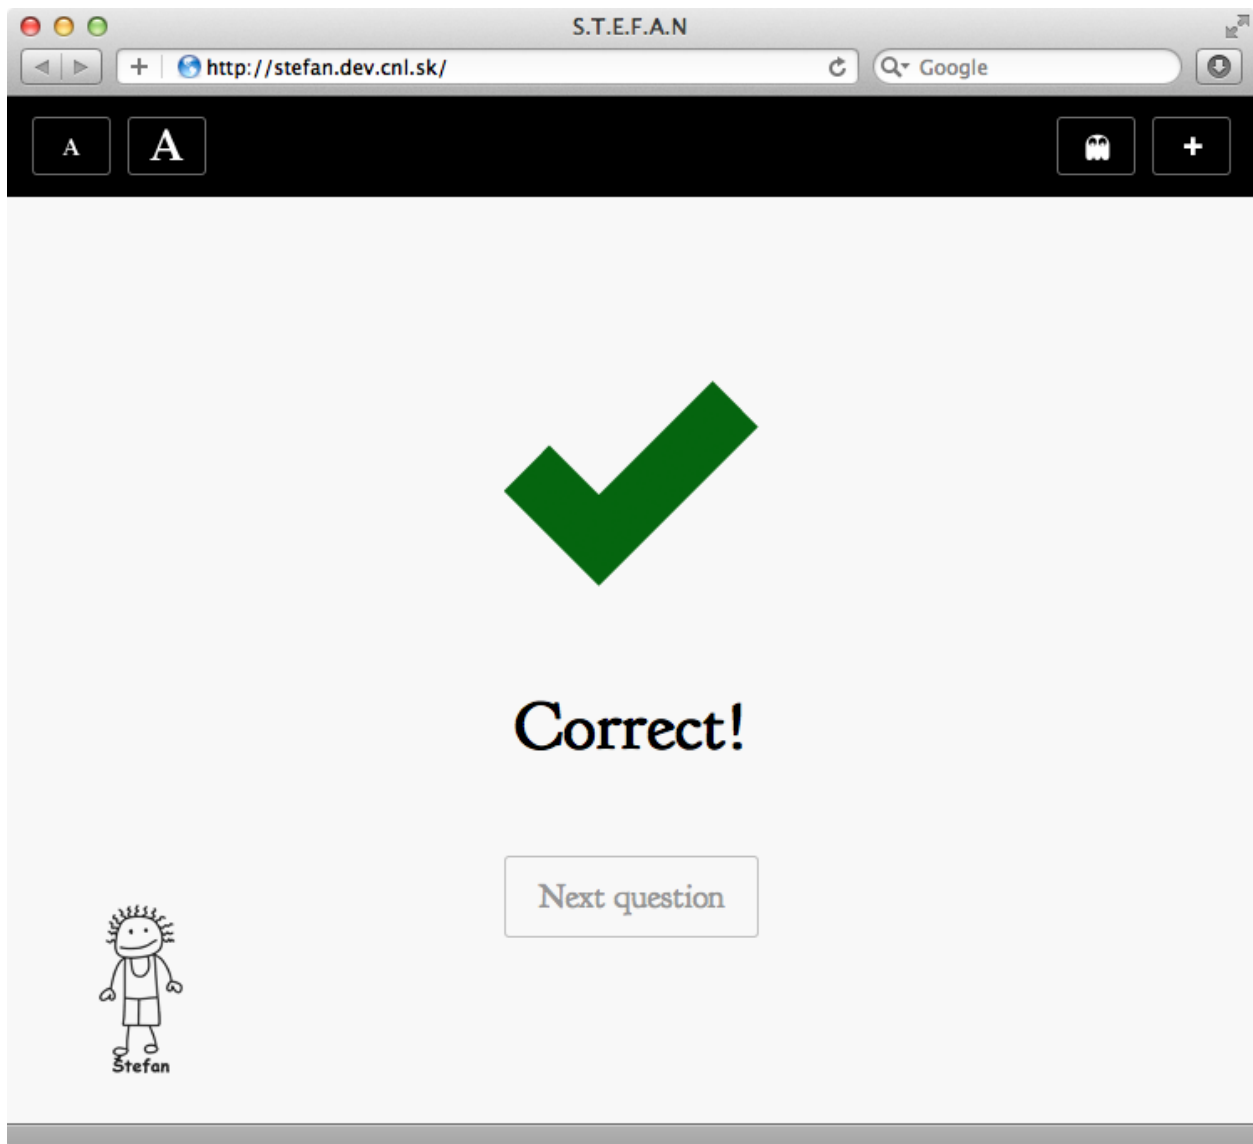 S.T.E.F.A.N
http://stefan.dev.cnl.sk/
Google
A A
Correct!
Next question
Štefan